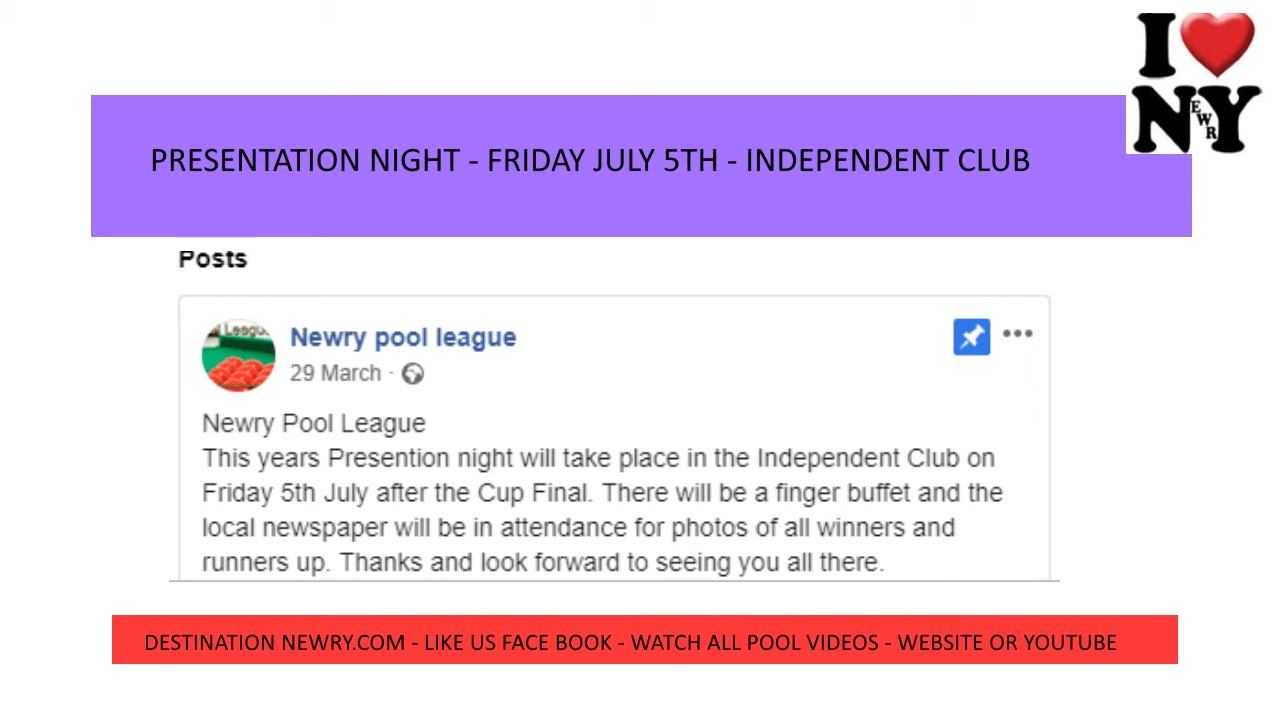 I
NEWRY
PRESENTATION NIGHT - FRIDAY JULY 5TH - INDEPENDENT CLUB
Posts
League
Newry pool league
29 March ·
Newry Pool League
This years Presention night will take place in the Independent Club on
Friday 5th July after the Cup Final. There will be a finger buffet and the
local newspaper will be in attendance for photos of all winners and
runners up. Thanks and look forward to seeing you all there.
DESTINATION NEWRY.COM - LIKE US FACE BOOK - WATCH ALL POOL VIDEOS - WEBSITE OR YOUTUBE